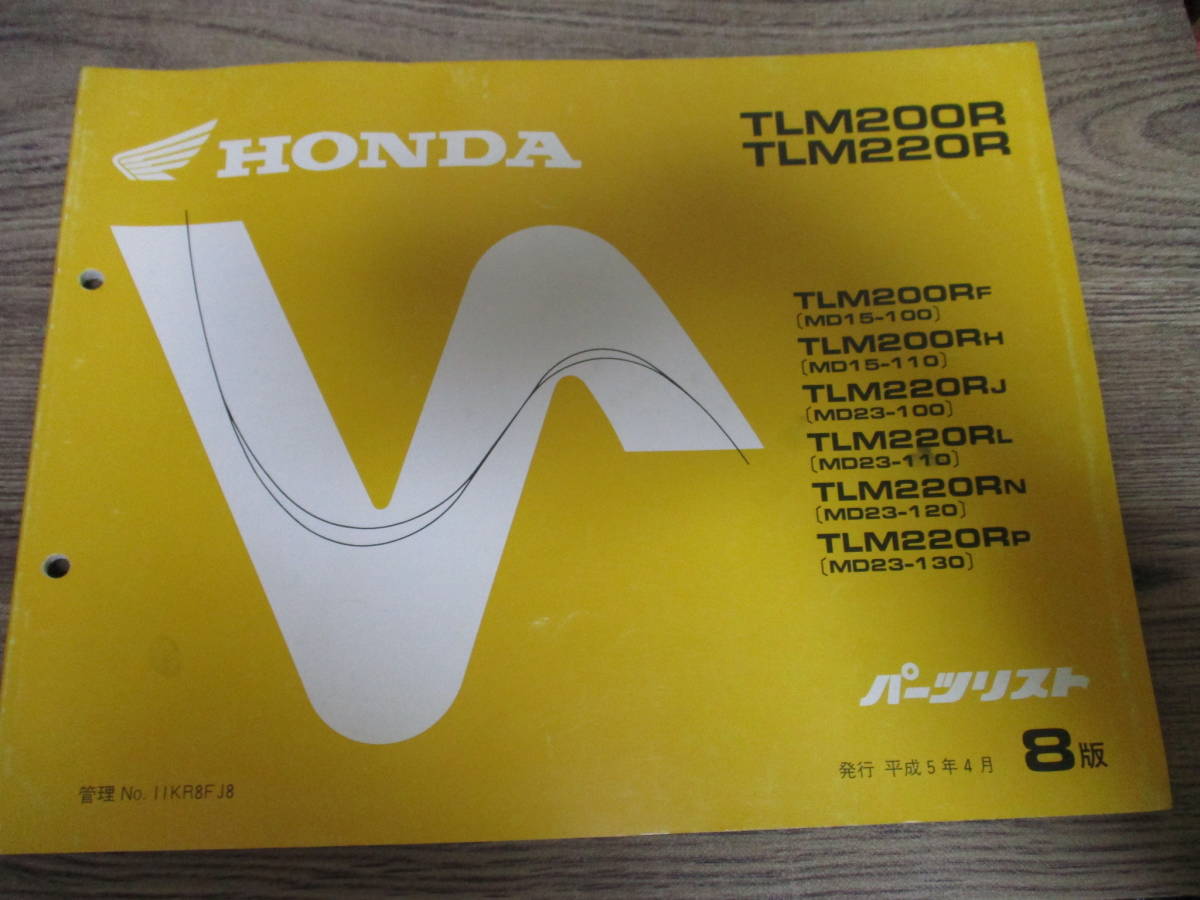 HONDA
TLM200R
TLM220R
TLM200RF
〔MD15-100〕
TLM200RH
〔MD15-110〕
TLM220RJ
〔MD23-100〕
TLM220RL
〔MD23-110〕
TLM220RN
〔MD23-120〕
TLM220RP
〔MD23-130〕
パーツリスト
発行 平成5年4月 8版
管理 No. 11KR8FJ8